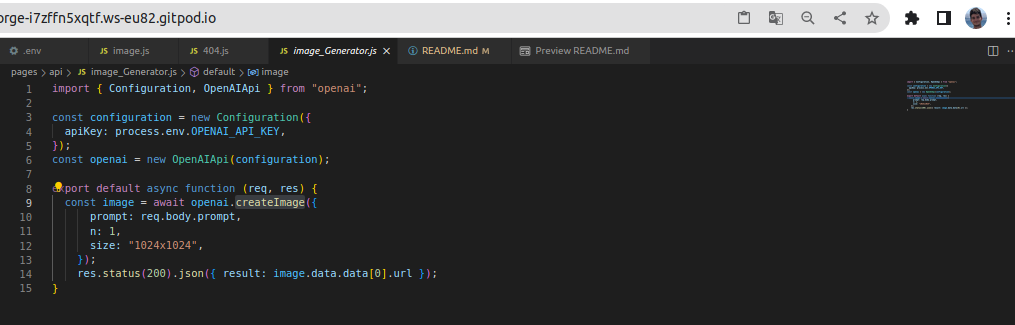 orge-i7zffn5xqtf.ws-eu82.gitpod.io
.env JS image.js JS 404.js JS image_Generator.js README.md M Preview README.md
pages > api > JS image_Generator.js > default > image
1 import { Configuration, OpenAIApi } from "openai";
2
3 const configuration = new Configuration({
4 apiKey: process.env.OPENAI_API_KEY,
5 });
6 const openai = new OpenAIApi(configuration);
7
8 export default async function (req, res) {
9 const image = await openai.createImage({
10 prompt: req.body.prompt,
11 n: 1,
12 size: "1024x1024",
13 });
14 res.status(200).json({ result: image.data.data[0].url });
15 }